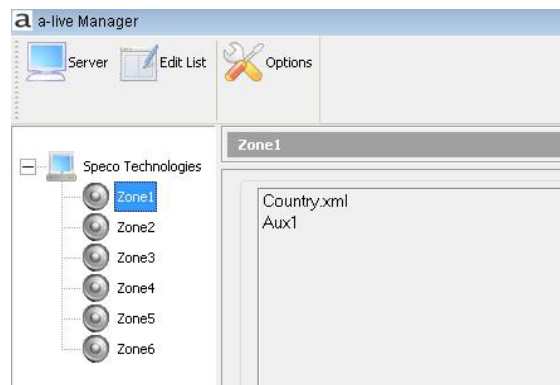 a a-live Manager
Server Edit List Options
Speco Technologies
Zone1
Zone2
Zone3
Zone4
Zone5
Zone6
Zone1
Country.xml
Aux1